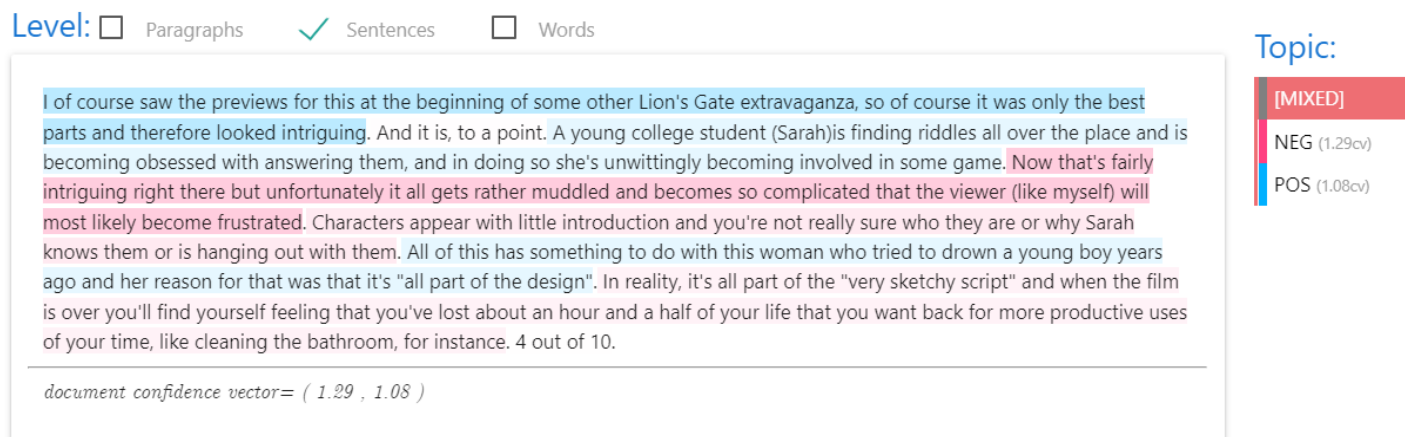 Level: Paragraphs Sentences Words
Topic:
I of course saw the previews for this at the beginning of some other Lion's Gate extravaganza, so of course it was only the best
parts and therefore looked intriguing. And it is, to a point. A young college student (Sarah)is finding riddles all over the place and is
becoming obsessed with answering them, and in doing so she's unwittingly becoming involved in some game. Now that's fairly
intriguing right there but unfortunately it all gets rather muddled and becomes so complicated that the viewer (like myself) will
most likely become frustrated. Characters appear with little introduction and you're not really sure who they are or why Sarah
knows them or is hanging out with them. All of this has something to do with this woman who tried to drown a young boy years
ago and her reason for that was that it's "all part of the design". In reality, it's all part of the "very sketchy script" and when the film
is over you'll find yourself feeling that you've lost about an hour and a half of your life that you want back for more productive uses
of your time, like cleaning the bathroom, for instance. 4 out of 10.
document confidence vector= ( 1.29 , 1.08 )
[MIXED]
NEG (1.29cv)
POS (1.08cv)